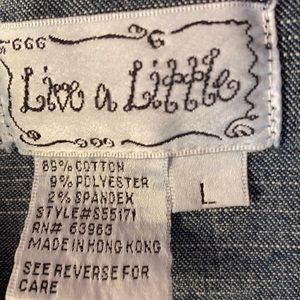 Live a Little
L
89% COTTON
9% POLYESTER
2% SPANDEX
STYLE#S55171
RN# 63963
MADE IN HONG KONG
SEE REVERSE FOR
CARE